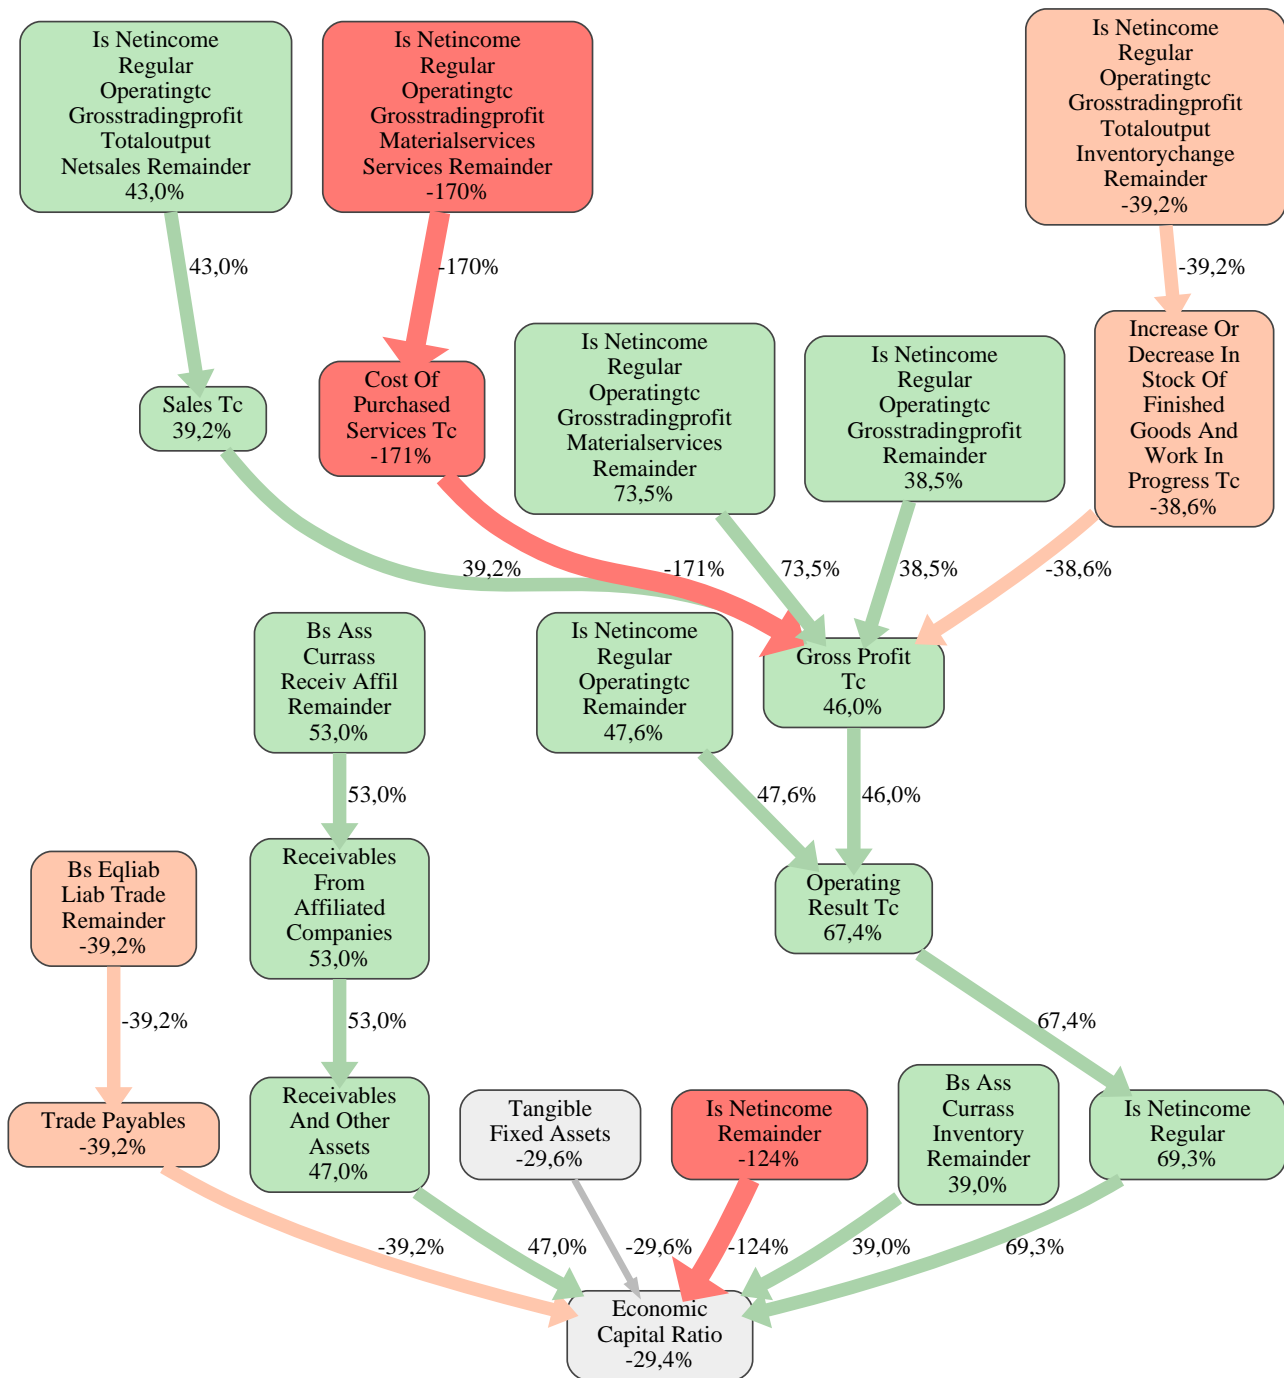 Is Netincome
Regular
Operatingtc
Grosstradingprofit
Totaloutput
Netsales Remainder
43,0%
Is Netincome
Regular
Operatingtc
Grosstradingprofit
Materialservices
Services Remainder
-170%
Is Netincome
Regular
Operatingtc
Grosstradingprofit
Totaloutput
Inventorychange
Remainder
-39,2%
43,0%
-170%
-39,2%
Sales Tc
39,2%
Cost Of
Purchased
Services Tc
-171%
Is Netincome
Regular
Operatingtc
Grosstradingprofit
Materialservices
Remainder
73,5%
Is Netincome
Regular
Operatingtc
Grosstradingprofit
Remainder
38,5%
Increase Or
Decrease In
Stock Of
Finished
Goods And
Work In
Progress Tc
-38,6%
39,2%
-171%
73,5%
38,5%
-38,6%
Bs Ass
Currass
Receiv Affil
Remainder
53,0%
Is Netincome
Regular
Operatingtc
Remainder
47,6%
Gross Profit
Tc
46,0%
53,0%
47,6%
46,0%
Bs Eqliab
Liab Trade
Remainder
-39,2%
Receivables
From
Affiliated
Companies
53,0%
Operating
Result Tc
67,4%
-39,2%
53,0%
67,4%
Trade Payables
-39,2%
Receivables
And Other
Assets
47,0%
Tangible
Fixed Assets
-29,6%
Is Netincome
Remainder
-124%
Bs Ass
Currass
Inventory
Remainder
39,0%
Is Netincome
Regular
69,3%
-39,2%
47,0%
-29,6%
-124%
39,0%
69,3%
Economic
Capital Ratio
-29,4%